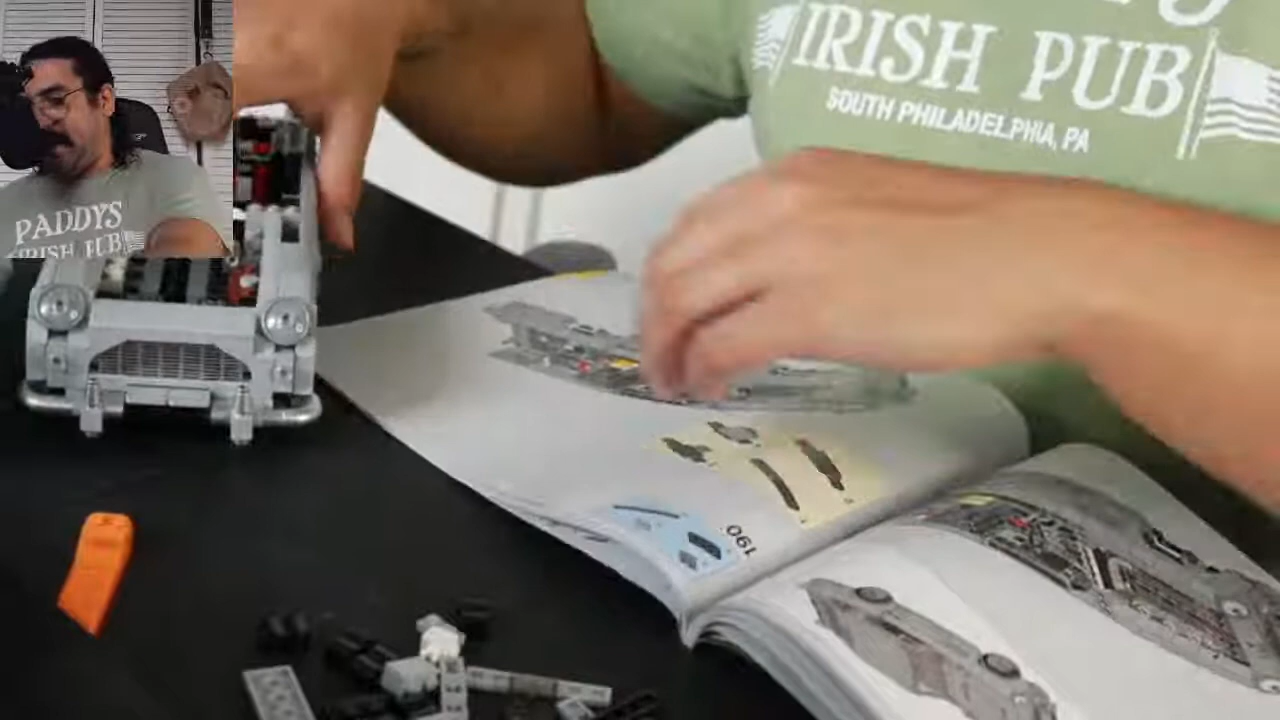 IRISH PUB
SOUTH PHILADELPHIA, PA
PADDYS
IRISH PUB
190